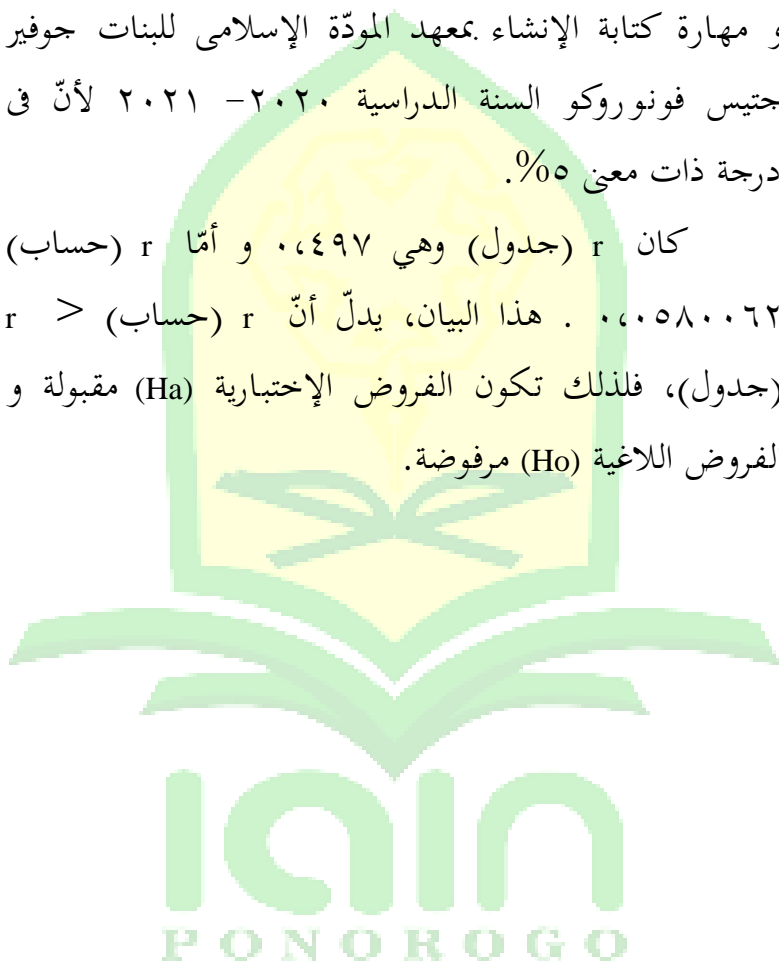 و مهارة كتابة الإنشاء بمعهد المودّة الإسلامى للبنات جوفير
جتيس فونوروكو السنة الدراسية ٢٠٢٠– ٢٠٢١ لأنّ فى
درجة ذات معنى ٥%.
كان r (جدول) وهي ٠،٤٩٧ و أمّا r (حساب)
٠،٠٥٨٠٠٦٢ . هذا البيان، يدلّ أنّ r (حساب) > r
(جدول)، فلذلك تكون الفروض الإختبارية (Ha) مقبولة و
لفروض اللاغية (Ho) مرفوضة.
iain
PONOROGO